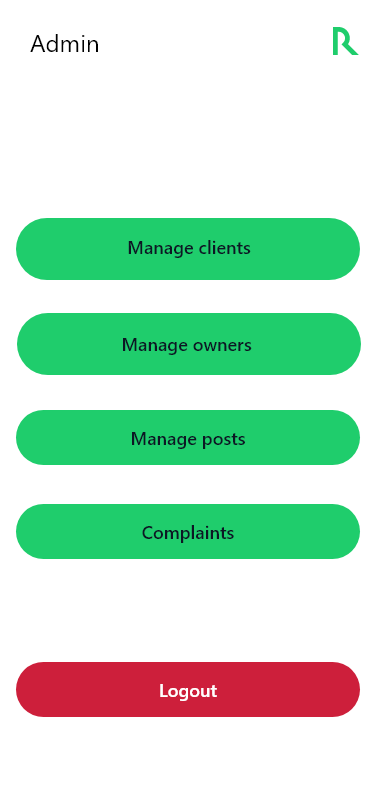 Admin
R
Manage clients
Manage owners
Manage posts
Complaints
Logout